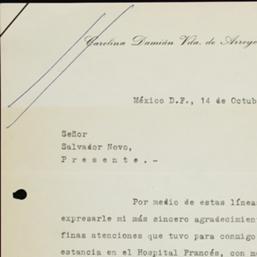 Carolina Damián Vda. de Arroyo
México D.F., 14 de Octub
Señor
Salvador Novo,
P r e s e n t e . -
Por medio de estas línea
expresarle mi más sincero agradecimien
finas atenciones que tuvo para conmigo
estancia en el Hospital Francés, con m